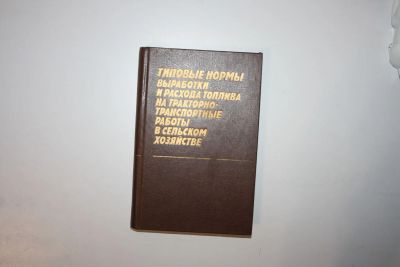 ТИПОВЫЕ НОРМЫ
ВЫРАБОТКИ
И РАСХОДА ТОПЛИВА
НА ТРАКТОРНО-
ТРАНСПОРТНЫЕ
РАБОТЫ
В СЕЛЬСКОМ
ХОЗЯЙСТВЕ